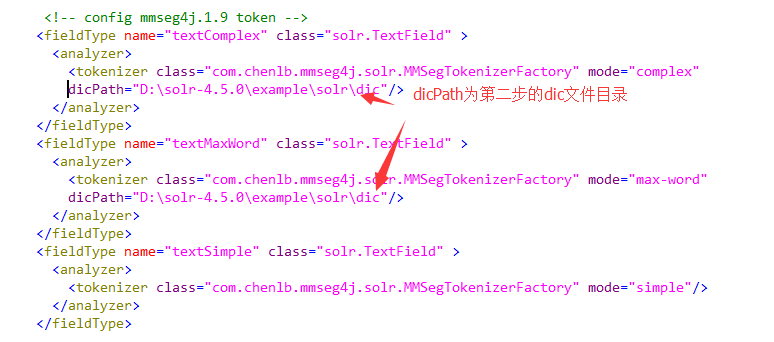 <!-- config mmseg4j.1.9 token -->
<fieldType name="textComplex" class="solr.TextField" >
<analyzer>
<tokenizer class="com.chenlb.mmseg4j.solr.MMSegTokenizerFactory" mode="complex"
dicPath="D:\solr-4.5.0\example\solr\dic"/>
dicPath为第二步的dic文件目录
</analyzer>
</fieldType>
<fieldType name="textMaxWord" class="solr.TextField" >
<analyzer>
<tokenizer class="com.chenlb.mmseg4j.solr.MMSegTokenizerFactory" mode="max-word"
dicPath="D:\solr-4.5.0\example\solr\dic"/>
</analyzer>
</fieldType>
<fieldType name="textSimple" class="solr.TextField" >
<analyzer>
<tokenizer class="com.chenlb.mmseg4j.solr.MMSegTokenizerFactory" mode="simple"/>
</analyzer>
</fieldType>